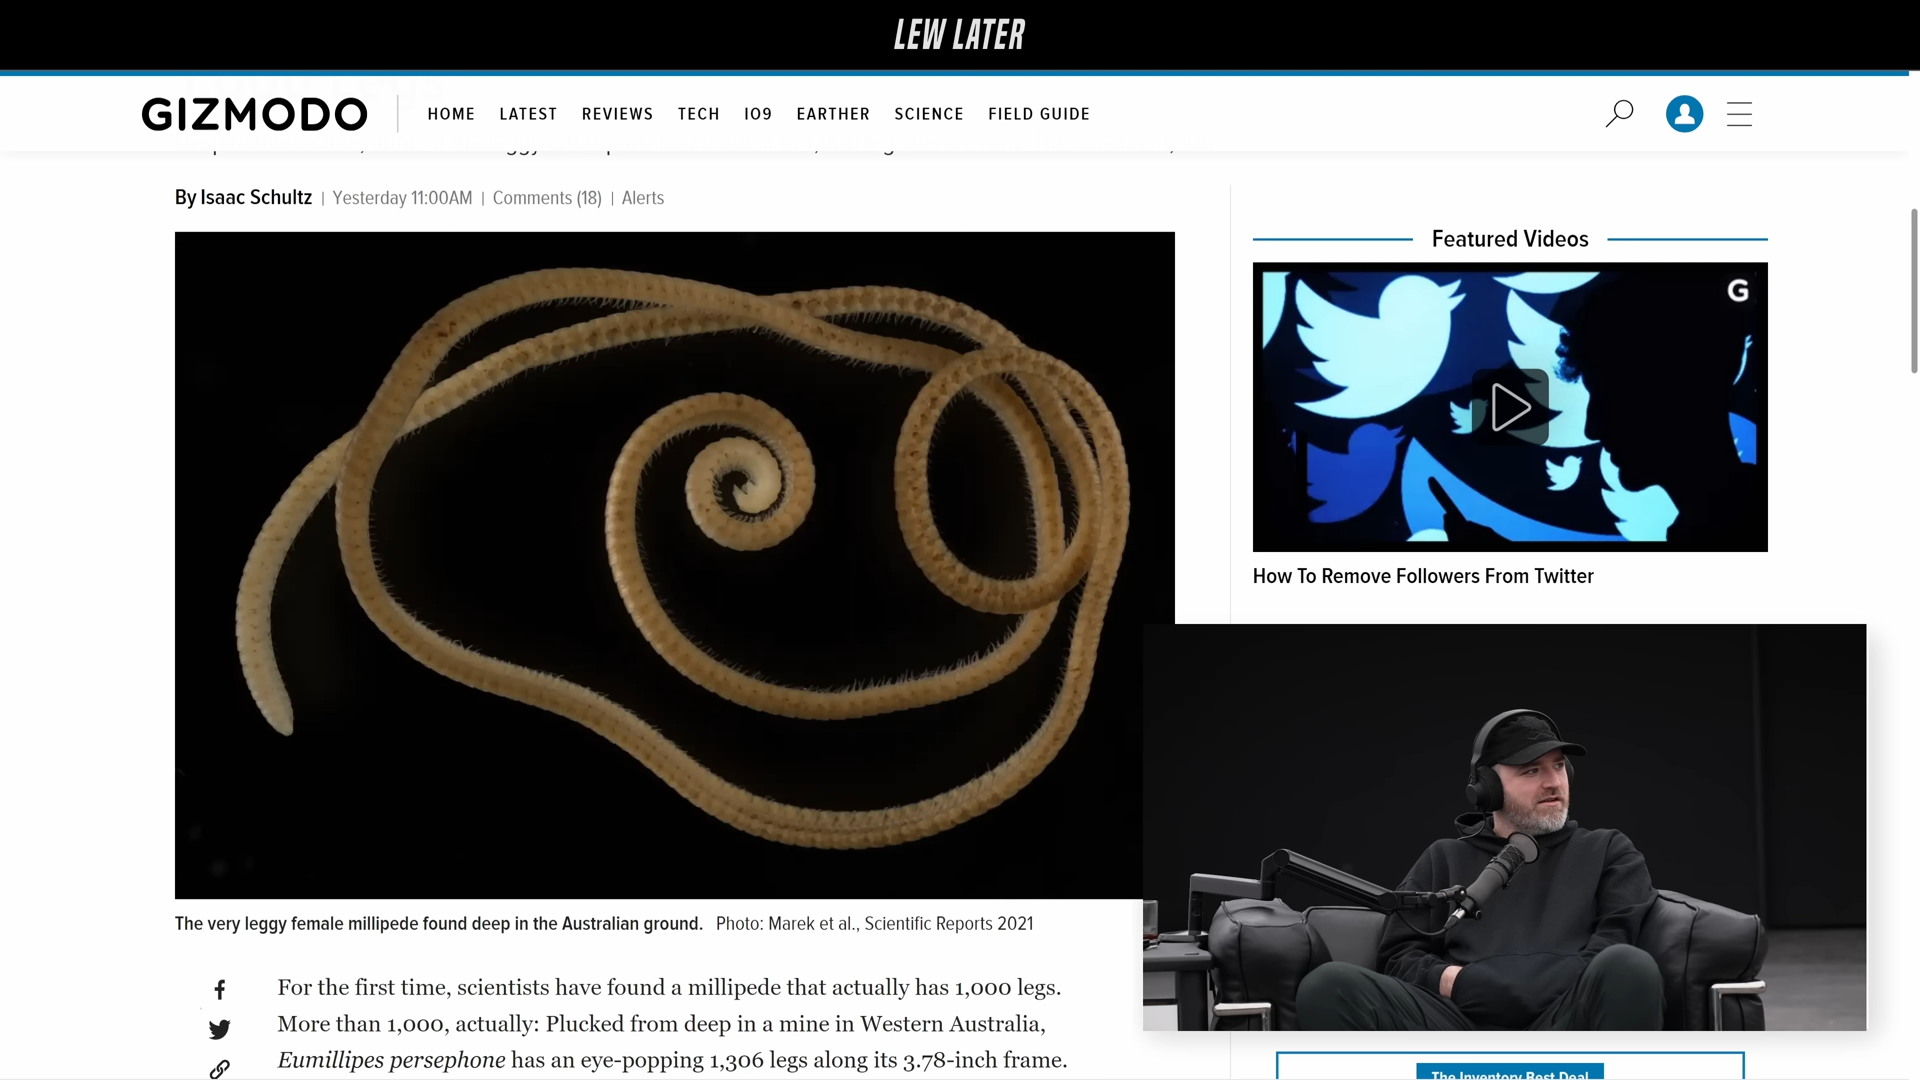 LEW LATER
GIZMODO
HOME LATEST REVIEWS TECH IO9 EARTHER SCIENCE FIELD GUIDE
By Isaac Schultz | Yesterday 11:00AM | Comments (18) | Alerts
Featured Videos
G
How To Remove Followers From Twitter
The very leggy female millipede found deep in the Australian ground. Photo: Marek et al., Scientific Reports 2021
For the first time, scientists have found a millipede that actually has 1,000 legs.
More than 1,000, actually: Plucked from deep in a mine in Western Australia,
Eumillipes persephone has an eye-popping 1,306 legs along its 3.78-inch frame.
The Inventory Best Deal